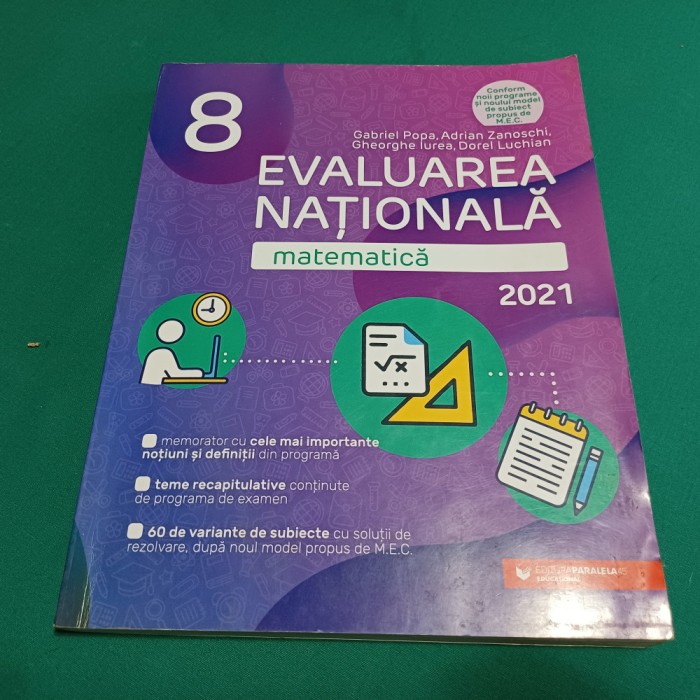 8
Conform
noii programe
și noului model
de subiect
propus de
M.E.C.
Gabriel Popa, Adrian Zanoschi,
Gheorghe Iurea, Dorel Luchian
EVALUAREA
NAȚIONALĂ
matematică
2021
√x
memorator cu cele mai importante
noțiuni și definiții din programă
teme recapitulative conținute
de programa de examen
60 de variante de subiecte cu soluții de
rezolvare, după noul model propus de M.E.C.
EDITURA PARALELA 45
EDUCAȚIONAL